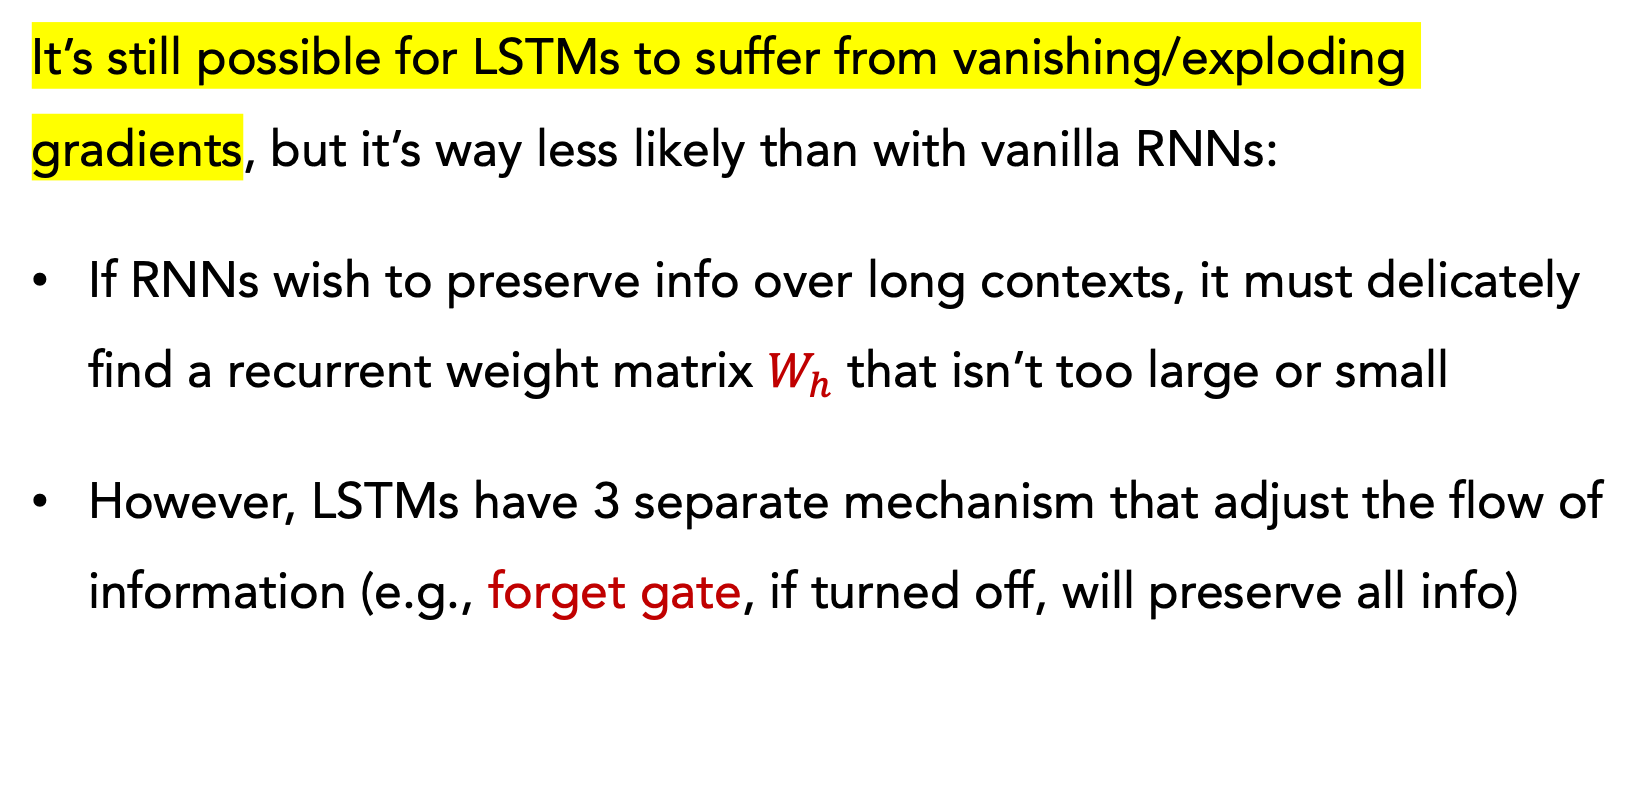 It’s still possible for LSTMs to suffer from vanishing/exploding
gradients, but it’s way less likely than with vanilla RNNs:
• If RNNs wish to preserve info over long contexts, it must delicately
find a recurrent weight matrix W_h that isn’t too large or small
• However, LSTMs have 3 separate mechanism that adjust the flow of
information (e.g., forget gate, if turned off, will preserve all info)